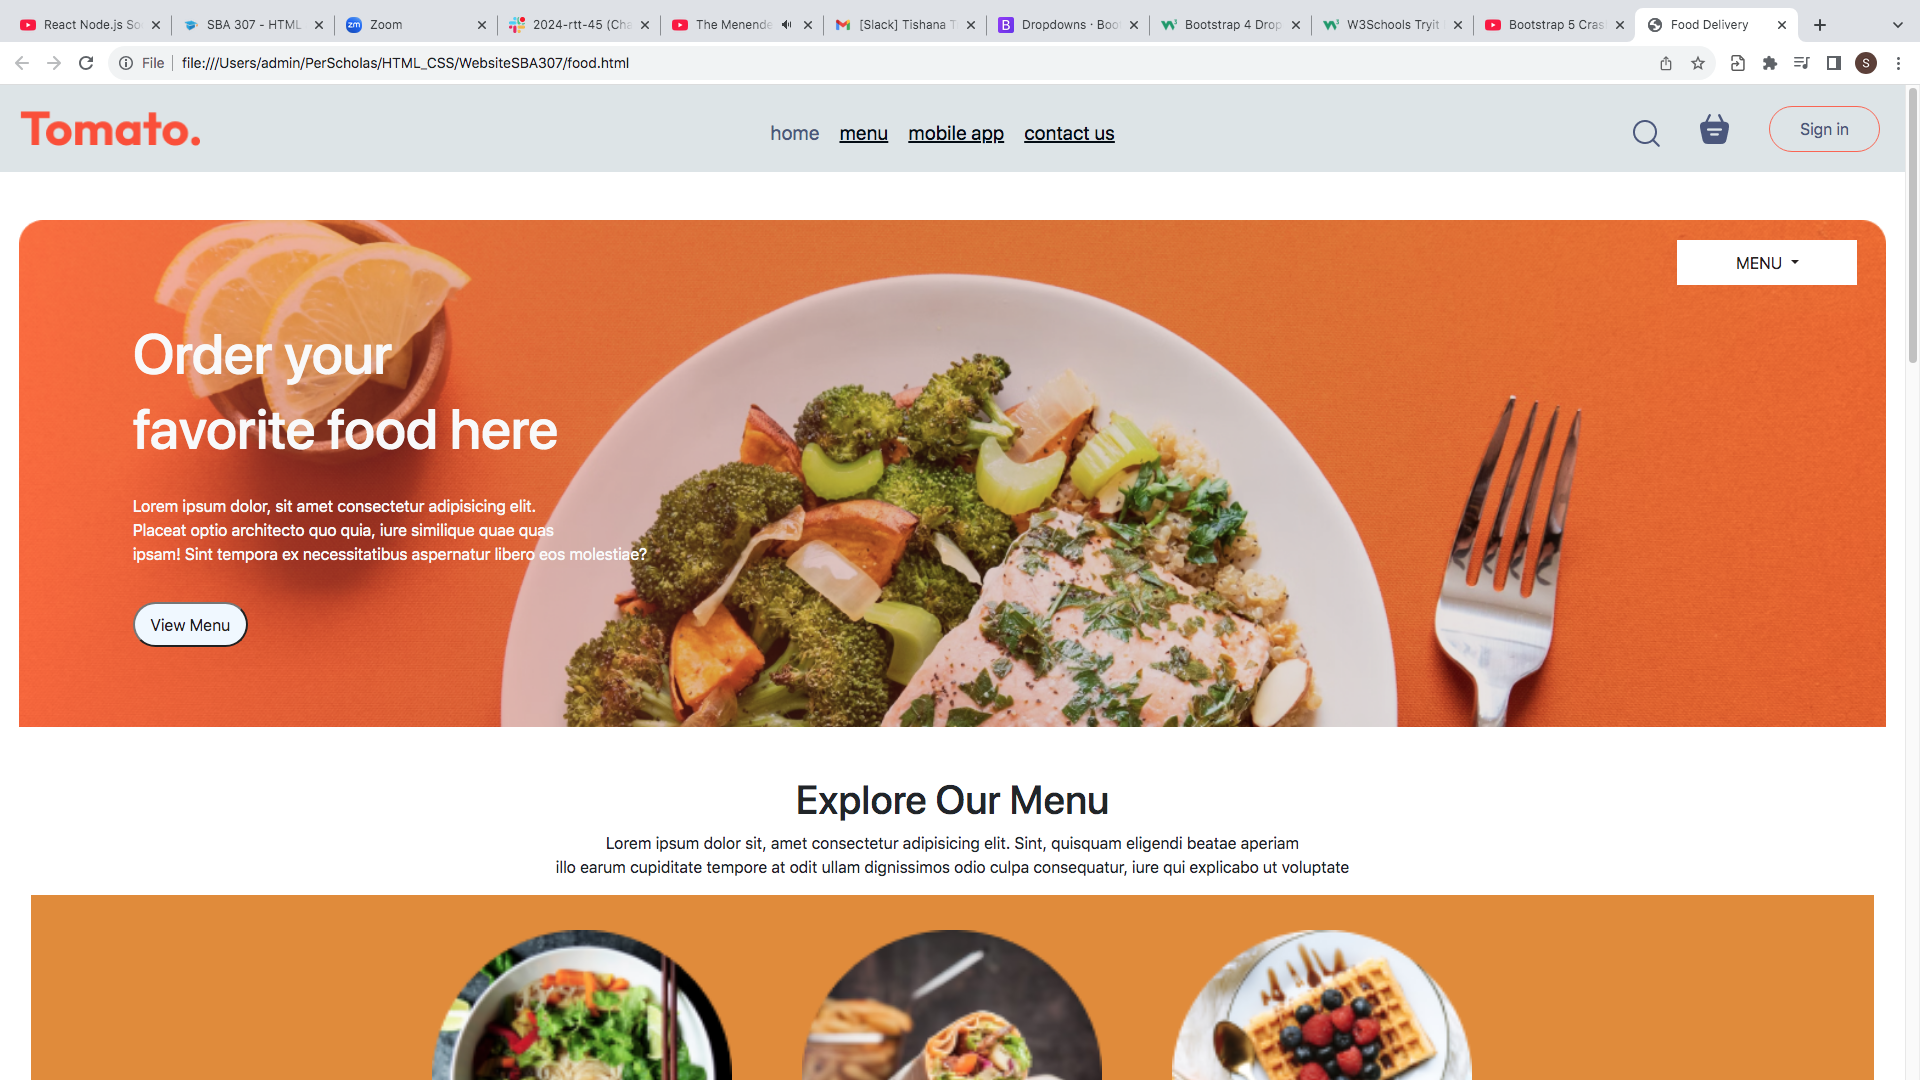 React Node.js So
SBA 307 - HTML
Zoom
2024-rtt-45 (Cha
The Menende
[Slack] Tishana T
Dropdowns · Boo
Bootstrap 4 Drop
W3Schools Tryit
Bootstrap 5 Cras
Food Delivery
File
file:///Users/admin/PerScholas/HTML_CSS/WebsiteSBA307/food.html
S
Tomato.
home
menu
mobile app
contact us
Sign in
MENU
Order your
favorite food here
Lorem ipsum dolor, sit amet consectetur adipisicing elit.
Placeat optio architecto quo quia, iure similique quae quas
ipsam! Sint tempora ex necessitatibus aspernatur libero eos molestiae?
View Menu
Explore Our Menu
Lorem ipsum dolor sit, amet consectetur adipisicing elit. Sint, quisquam eligendi beatae aperiam
illo earum cupiditate tempore at odit ullam dignissimos odio culpa consequatur, iure qui explicabo ut voluptate